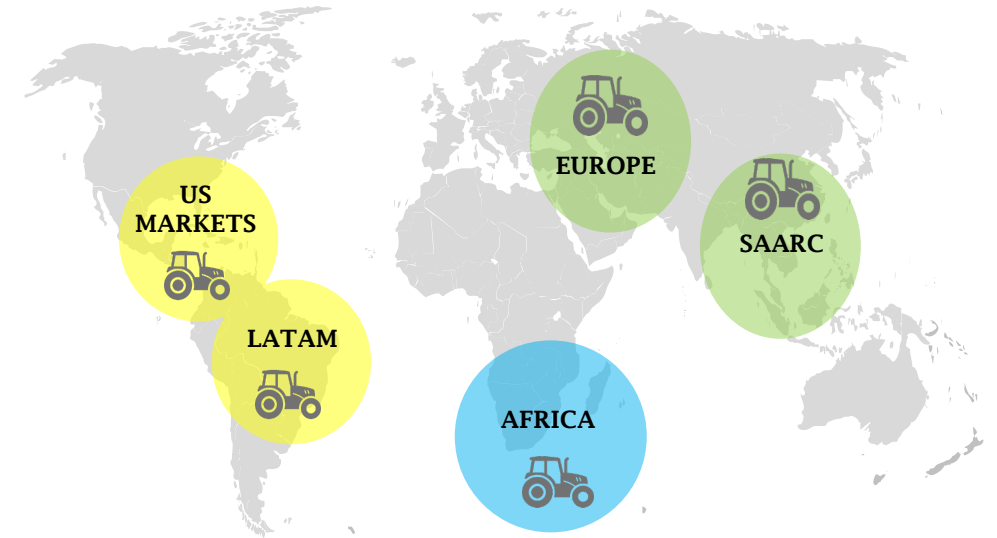 US
MARKETS
LATAM
AFRICA
EUROPE
SAARC